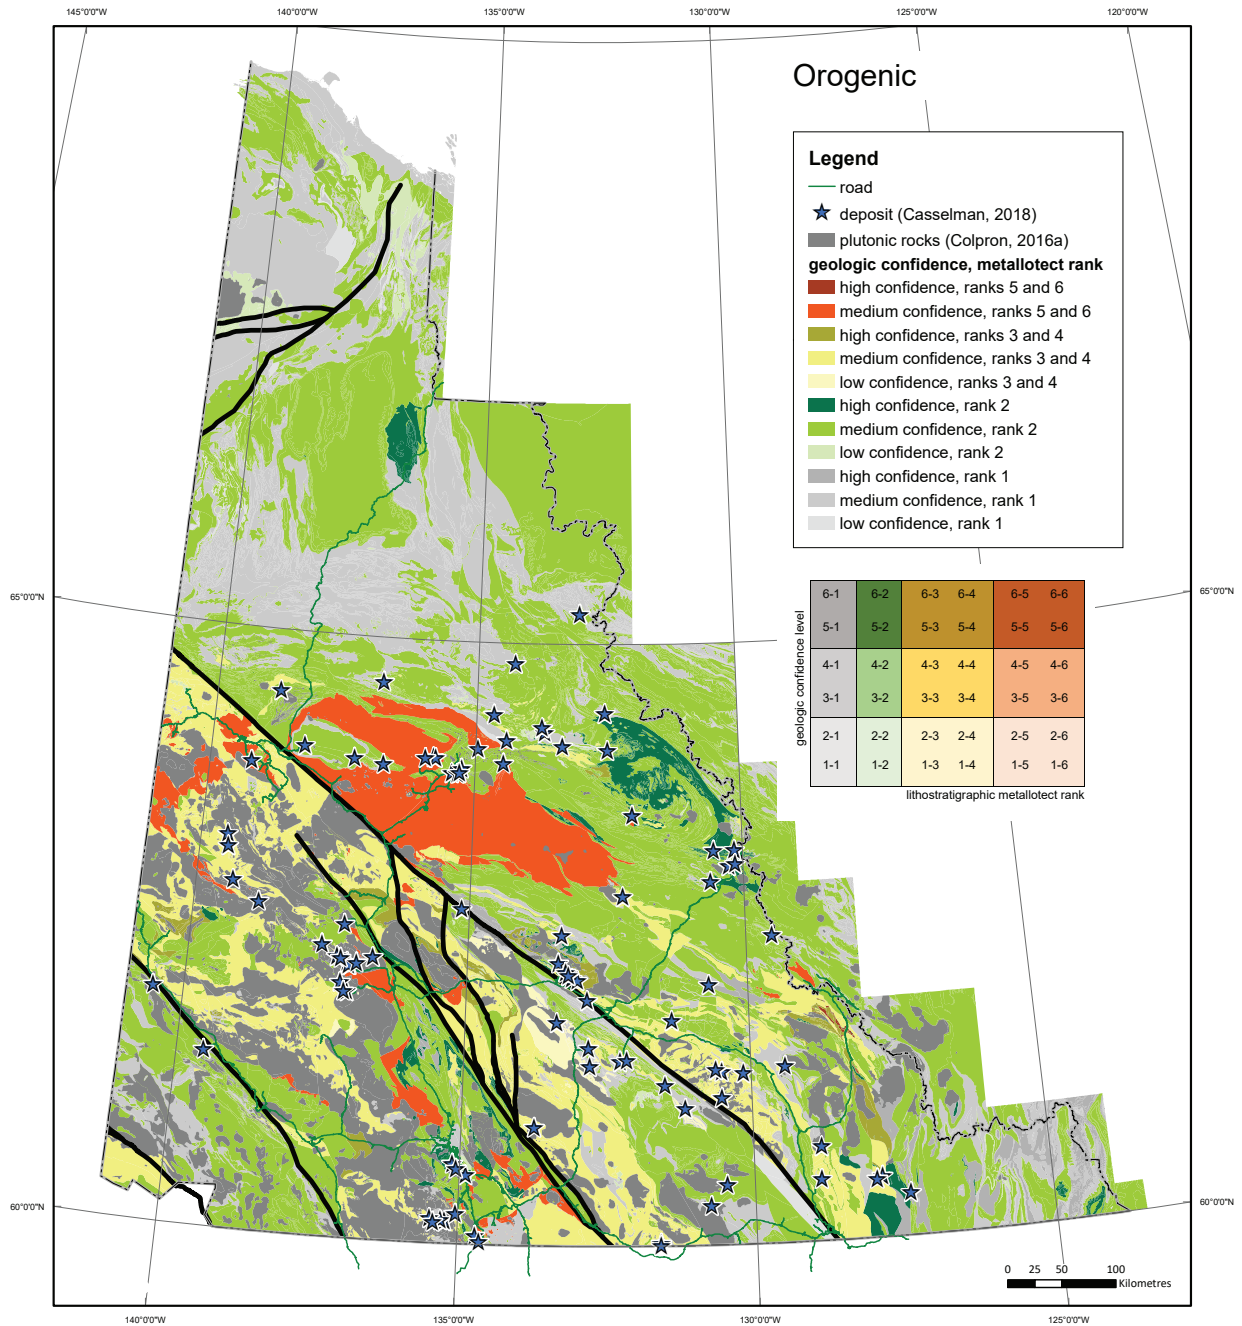 145°0'0"W
140°0'0"W
135°0'0"W
130°0'0"W
125°0'0"W
120°0'0"W
Orogenic
Legend
road
deposit (Casselman, 2018)
plutonic rocks (Colpron, 2016a)
geologic confidence, metallotect rank
high confidence, ranks 5 and 6
medium confidence, ranks 5 and 6
high confidence, ranks 3 and 4
medium confidence, ranks 3 and 4
low confidence, ranks 3 and 4
high confidence, rank 2
medium confidence, rank 2
low confidence, rank 2
high confidence, rank 1
medium confidence, rank 1
low confidence, rank 1
65°0'0"N
65°0'0"N
geologic confidence level
6-1 6-2 6-3 6-4 6-5 6-6
5-1 5-2 5-3 5-4 5-5 5-6
4-1 4-2 4-3 4-4 4-5 4-6
3-1 3-2 3-3 3-4 3-5 3-6
2-1 2-2 2-3 2-4 2-5 2-6
1-1 1-2 1-3 1-4 1-5 1-6
lithostratigraphic metallotect rank
60°0'0"N
60°0'0"N
0 25 50 100
Kilometres
140°0'0"W
135°0'0"W
130°0'0"W
125°0'0"W